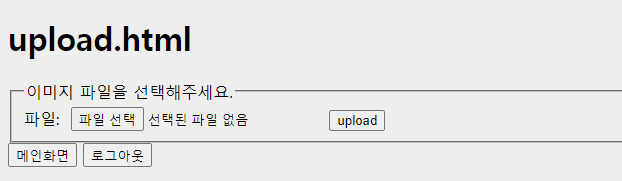 upload.html
이미지 파일을 선택해주세요.
파일: 파일 선택 선택된 파일 없음 upload
메인화면 로그아웃